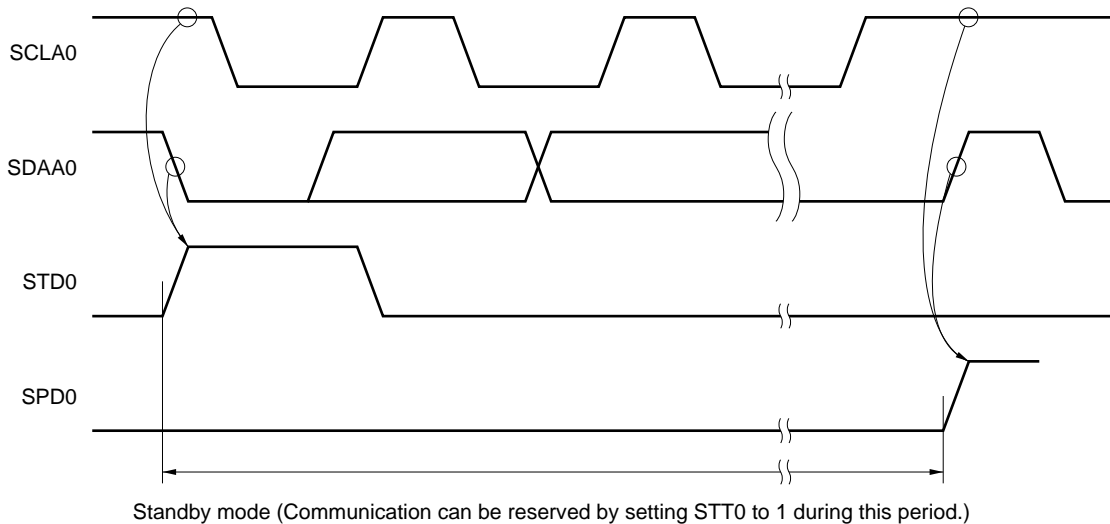 SCLA0
SDAA0
STD0
SPD0
Standby mode (Communication can be reserved by setting STT0 to 1 during this period.)